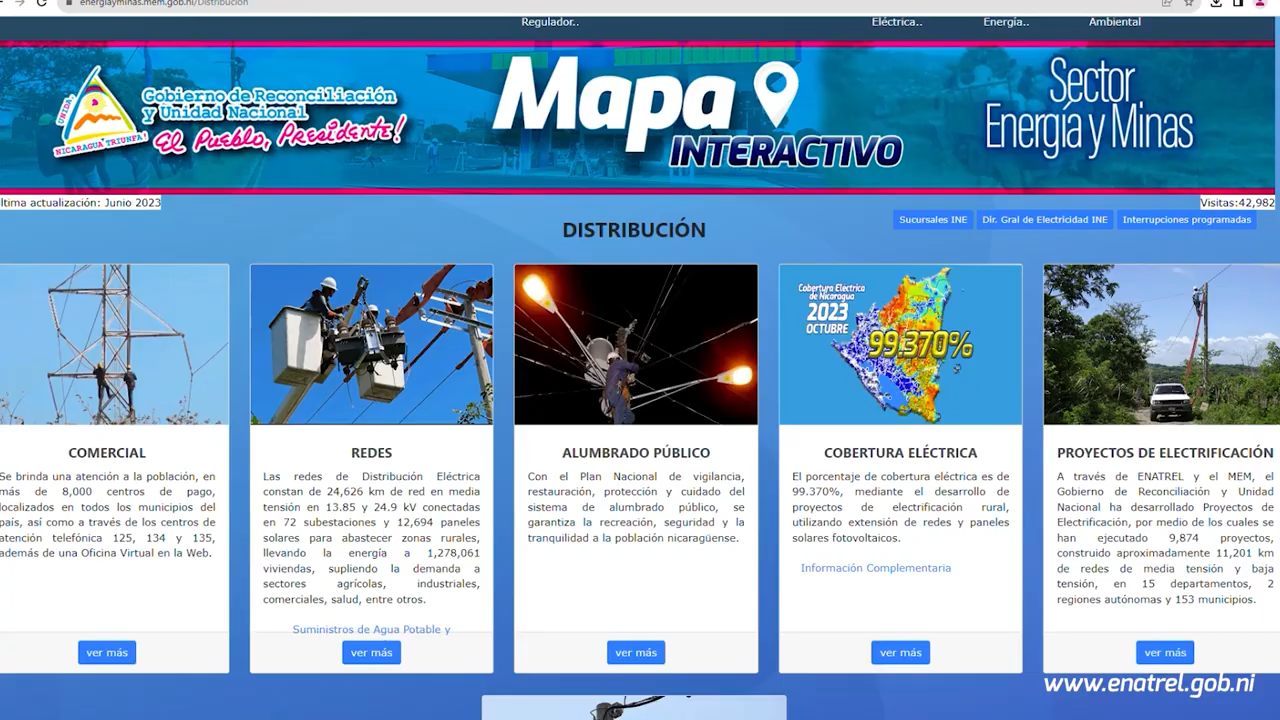 energiayminas.mem.gob.ni/Distribucion
Regulador..
Eléctrica..
Energía..
Ambiental
UNIDA,
NICARAGUA TRIUNFA!
Gobierno de Reconciliación
y Unidad Nacional
El Pueblo, Presidente!
Mapa
INTERACTIVO
Sector
Energía y Minas
ltima actualización: Junio 2023
Visitas:42,982
Sucursales INE
Dir. Gral de Electricidad INE
Interrupciones programadas
DISTRIBUCIÓN
Cobertura Electrica
de Nicaragua
2023
OCTUBRE
99.370%
COMERCIAL
Se brinda una atención a la población, en
más de 8,000 centros de pago,
localizados en todos los municipios del
país, así como a través de los centros de
atención telefónica 125, 134 y 135,
además de una Oficina Virtual en la Web.
ver más
REDES
Las redes de Distribución Eléctrica
constan de 24,626 km de red en media
tensión en 13.85 y 24.9 kV conectadas
en 72 subestaciones y 12,694 paneles
solares para abastecer zonas rurales,
llevando la energía a 1,278,061
viviendas, supliendo la demanda a
sectores agrícolas, industriales,
comerciales, salud, entre otros.
Suministros de Agua Potable y
ver más
ALUMBRADO PÚBLICO
Con el Plan Nacional de vigilancia,
restauración, protección y cuidado del
sistema de alumbrado público, se
garantiza la recreación, seguridad y la
tranquilidad a la población nicaragüense.
ver más
COBERTURA ELÉCTRICA
El porcentaje de cobertura eléctrica es de
99.370%, mediante el desarrollo de
proyectos de electrificación rural,
utilizando extensión de redes y paneles
solares fotovoltaicos.
Información Complementaria
ver más
PROYECTOS DE ELECTRIFICACIÓN
A través de ENATREL y el MEM, el
Gobierno de Reconciliación y Unidad
Nacional ha desarrollado Proyectos de
Electrificación, por medio de los cuales se
han ejecutado 9,874 proyectos,
construido aproximadamente 11,201 km
de redes de media tensión y baja
tensión, en 15 departamentos, 2
regiones autónomas y 153 municipios.
ver más
www.enatrel.gob.ni